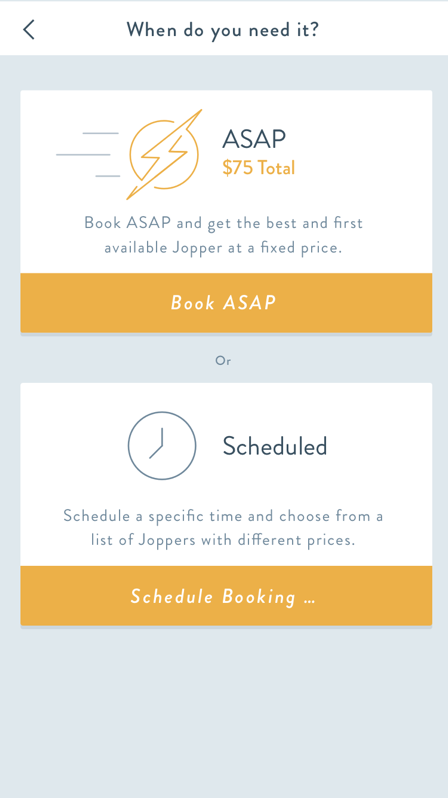 When do you need it?
ASAP
$75 Total
Book ASAP and get the best and first
available Jopper at a fixed price.
Book ASAP
Or
Scheduled
Schedule a specific time and choose from a
list of Joppers with different prices.
Schedule Booking ...